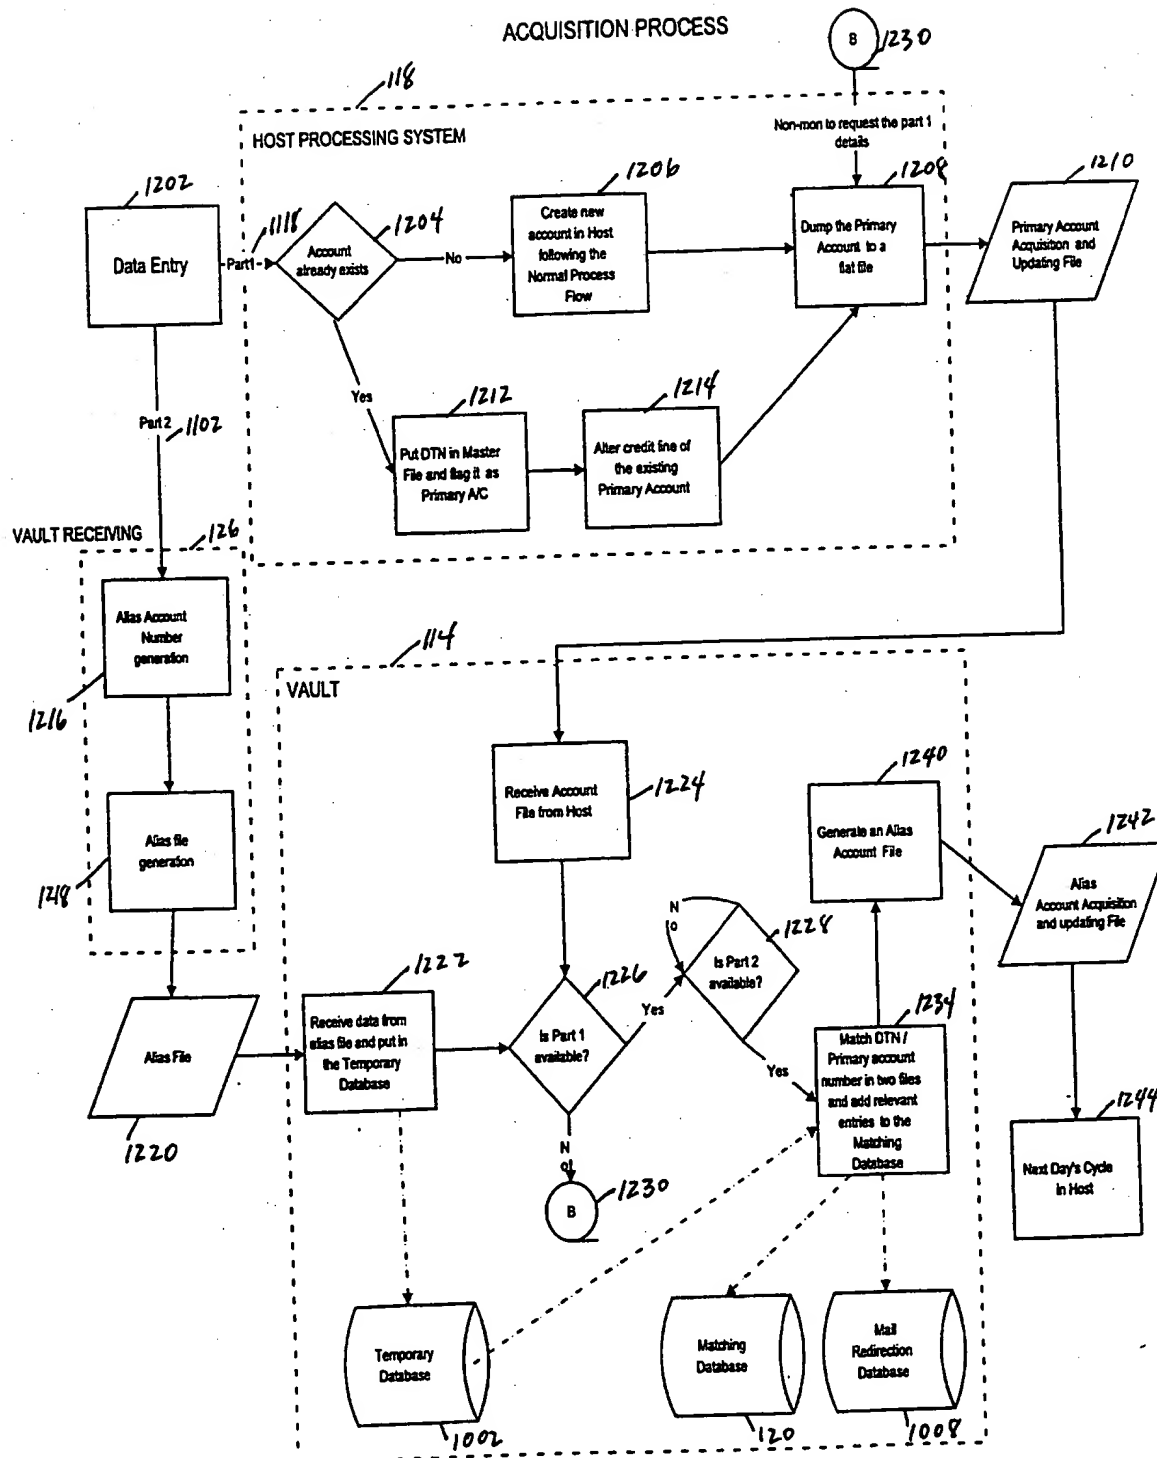 ACQUISITION PROCESS
B
1230
118
HOST PROCESSING SYSTEM
Non-mon to request the part 1
details
1202
Data Entry
1118
Part1
1204
Account
already exists
No
1206
Create new
account in Host
following the
Normal Process
Flow
1208
Dump the Primary
Account to a
flat file
1210
Primary Account
Acquisition and
Updating File
Yes
1212
Put DTN in Master
File and flag it as
Primary A/C
1214
Alter credit line of
the existing
Primary Account
Part 2
1102
VAULT RECEIVING
126
Alias Account
Number
generation
1216
Alias file
generation
1218
Alias File
1220
114
VAULT
Receive Account
File from Host
1224
1222
Receive data from
alias file and put in
the Temporary
Database
1226
Is Part 1
available?
Yes
N
o
1228
Is Part 2
available?
Yes
N
o
B
1230
1240
Generate an Alias
Account File
1234
Match DTN /
Primary account
number in two files
and add relevant
entries to the
Matching
Database
1242
Alias
Account Acquisition
and updating File
1244
Next Day's Cycle
in Host
Temporary
Database
1002
Matching
Database
120
Mail
Redirection
Database
1008